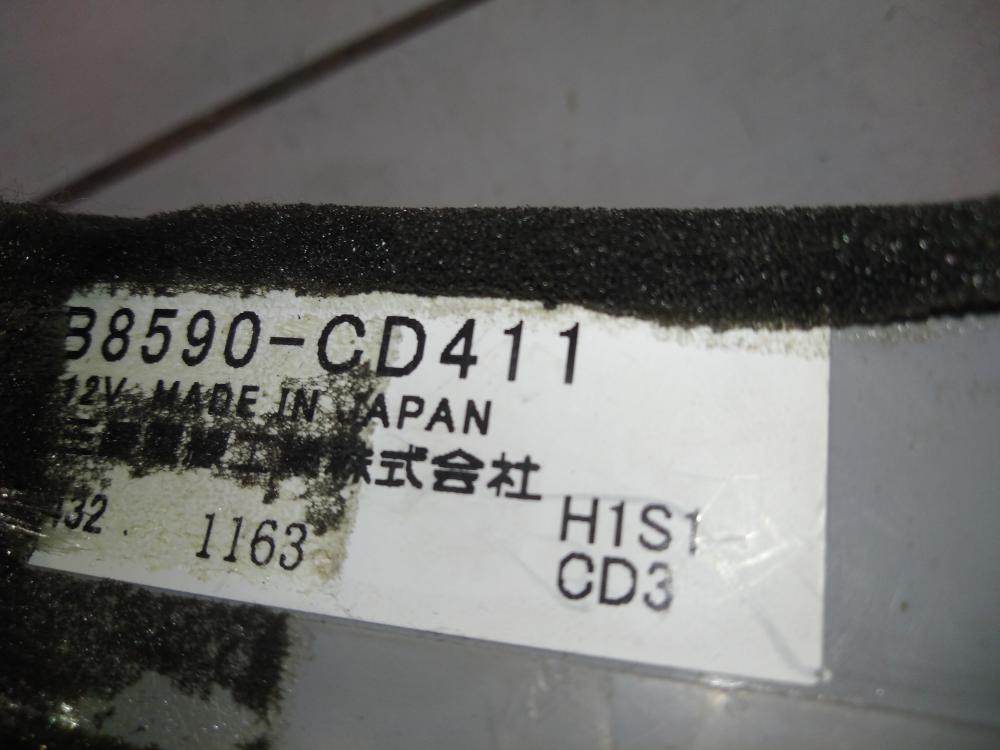 B8590-CD411
12V MADE IN JAPAN
株式会社
432 1163
H1S1
CD3